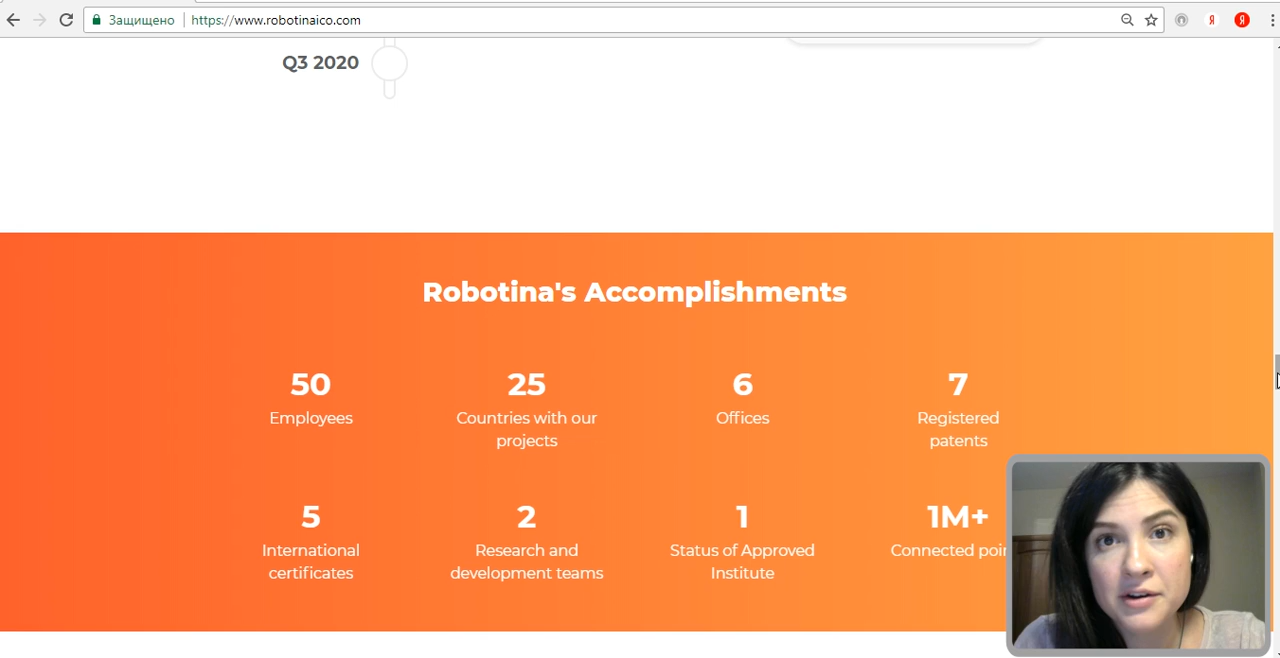 Защищено
https://www.robotinaico.com
Я
Я
Q3 2020
Robotina's Accomplishments
50
25
6
7
Employees
Countries with our
projects
Offices
Registered
patents
5
2
1
1M+
International
certificates
Research and
development teams
Status of Approved
Institute
Connected